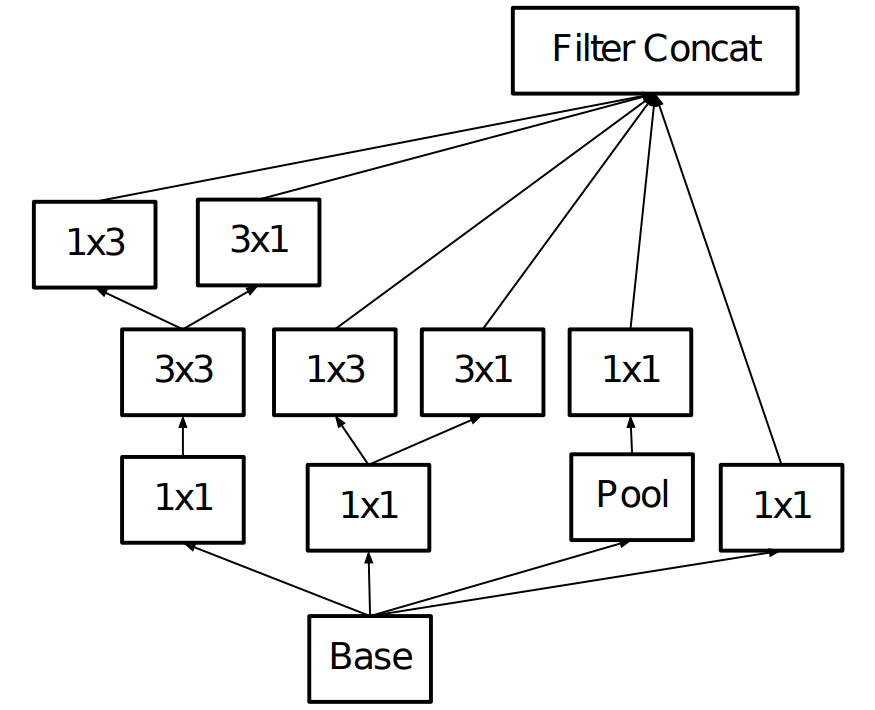 Filter Concat
1x3
3x1
3x3
1x3
3x1
1x1
1x1
1x1
Pool
1x1
Base